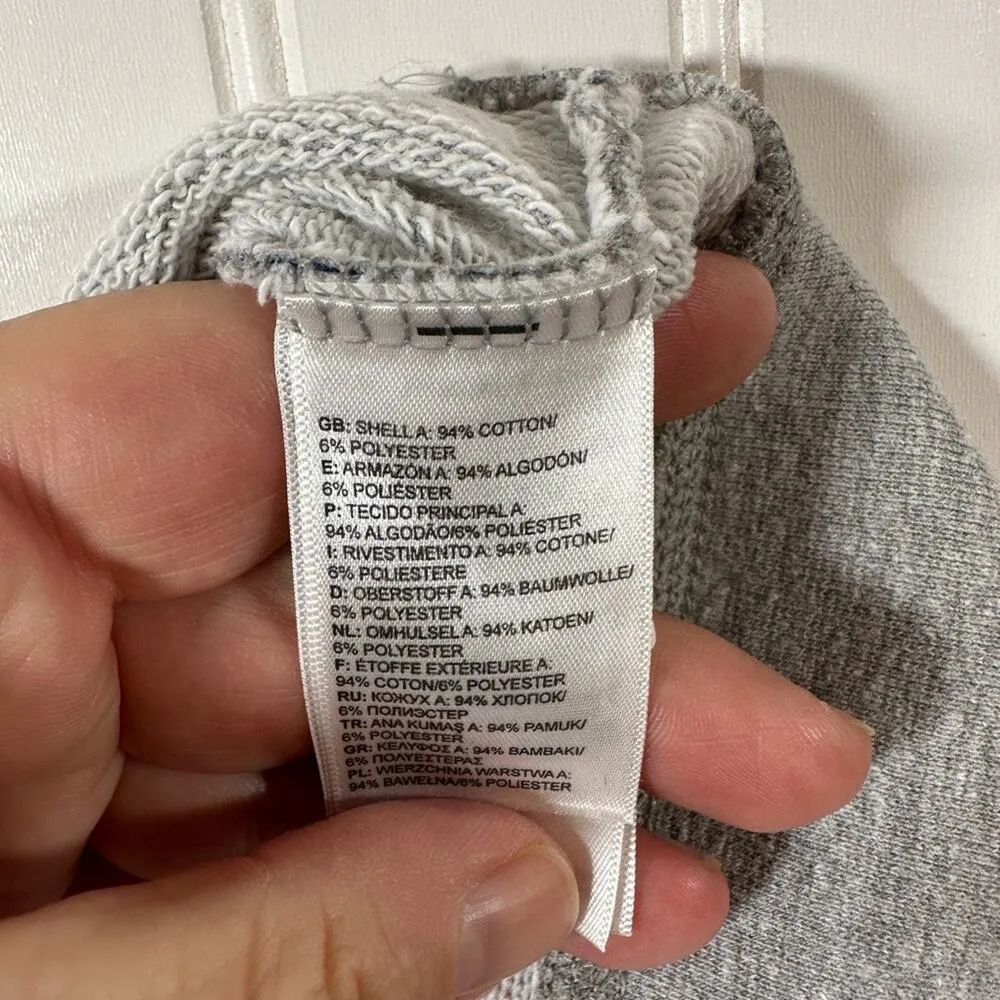 GB: SHELL A: 94% COTTON/
6% POLYESTER
E: ARMAZON A: 94% ALGODÓN/
6% POLIÉSTER
P: TECIDO PRINCIPAL A:
94% ALGODÃO/6% POLIÉSTER
I: RIVESTIMENTO A: 94% COTONE/
6% POLIESTERE
D: OBERSTOFF A: 94% BAUMWOLLE/
6% POLYESTER
NL: OMHULSEL A: 94% KATOEN/
6% POLYESTER
F: ÉTOFFE EXTÉRIEURE A:
94% COTON/6% POLYESTER
RU: КОЖУХ A: 94% ХЛОПОК/
6% ПОЛИЭСТЕР
TR: ANA KUMAŞ A: 94% PAMUK/
6% POLYESTER
GR: ΚΕΛΥΦΟΣ A: 94% ΒΑΜΒΑΚΙ/
6% ΠΟΛΥΕΣΤΕΡΑΣ
PL: WIERZCHNIA WARSTWA A:
94% BAWEŁNA/6% POLIESTER